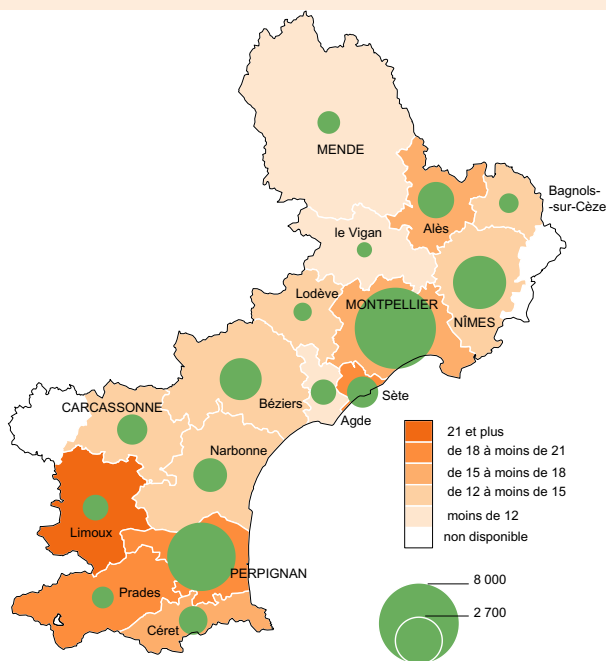 MENDE
Bagnols-
-sur-Cèze
Alès
le Vigan
Lodève
MONTPELLIER
NÎMES
Béziers
Sète
Agde
CARCASSONNE
Narbonne
Limoux
PERPIGNAN
Prades
Céret
21 et plus
de 18 à moins de 21
de 15 à moins de 18
de 12 à moins de 15
moins de 12
non disponible
8 000
2 700